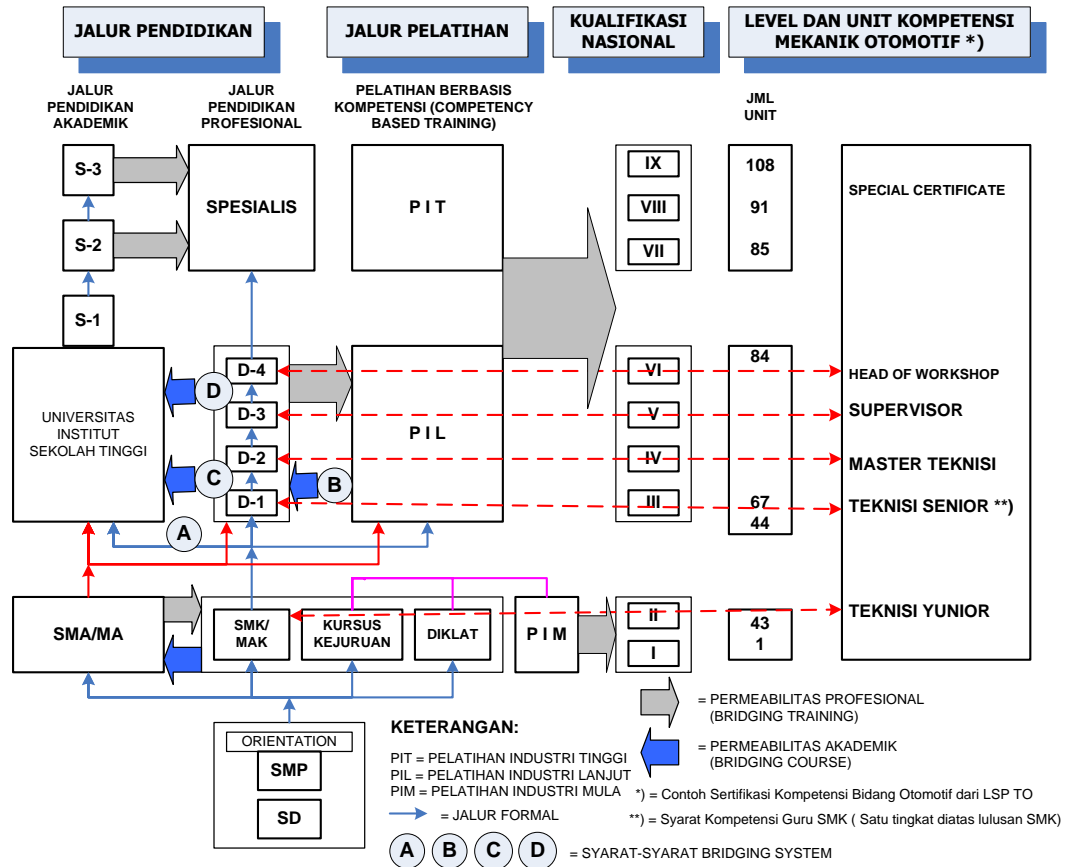 JALUR PENDIDIKAN
JALUR PELATIHAN
KUALIFIKASI
NASIONAL
LEVEL DAN UNIT KOMPETENSI
MEKANIK OTOMOTIF *)
JALUR
PENDIDIKAN
AKADEMIK
JALUR
PENDIDIKAN
PROFESIONAL
PELATIHAN BERBASIS
KOMPETENSI (COMPETENCY
BASED TRAINING)
JML
UNIT
S-3
S-2
S-1
SPESIALIS
P I T
IX
VIII
VII
108
91
85
SPECIAL CERTIFICATE
UNIVERSITAS
INSTITUT
SEKOLAH TINGGI
D
C
A
D-4
D-3
D-2
D-1
B
P I L
VI
V
IV
III
84
67
44
HEAD OF WORKSHOP
SUPERVISOR
MASTER TEKNISI
TEKNISI SENIOR **)
SMA/MA
SMK/
MAK
KURSUS
KEJURUAN
DIKLAT
P I M
II
I
43
1
TEKNISI YUNIOR
ORIENTATION
SMP
SD
KETERANGAN:
PIT = PELATIHAN INDUSTRI TINGGI
PIL = PELATIHAN INDUSTRI LANJUT
PIM = PELATIHAN INDUSTRI MULA
= JALUR FORMAL
A B C D = SYARAT-SYARAT BRIDGING SYSTEM
= PERMEABILITAS PROFESIONAL
(BRIDGING TRAINING)
= PERMEABILITAS AKADEMIK
(BRIDGING COURSE)
*) = Contoh Sertifikasi Kompetensi Bidang Otomotif dari LSP TO
**) = Syarat Kompetensi Guru SMK ( Satu tingkat diatas lulusan SMK)